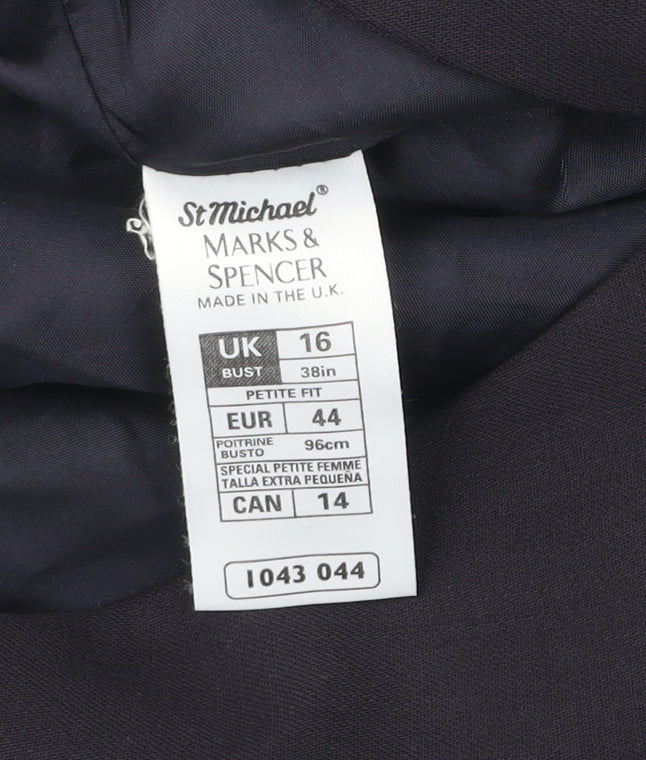 St Michael®
MARKS &
SPENCER
MADE IN THE U.K.
UK 16
BUST 38in
PETITE FIT
EUR 44
POITRINE
BUSTO 96cm
SPECIAL PETITE FEMME
TALLA EXTRA PEQUEÑA
CAN 14
1043 044